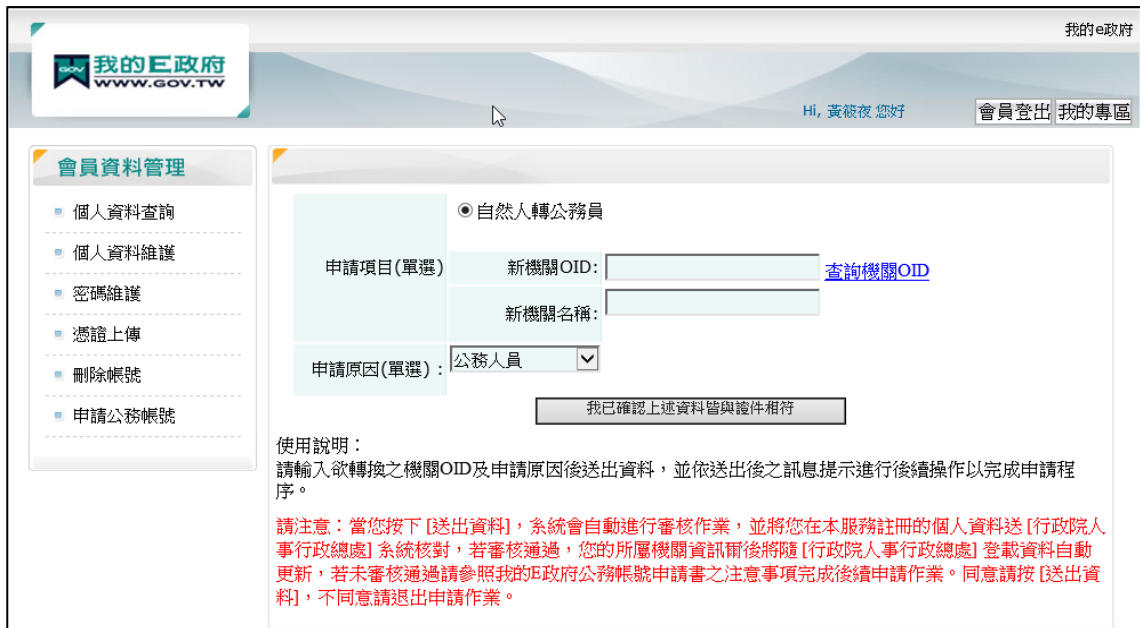 我的e政府
我的E政府
WWW.GOV.TW
Hi, 黃筱夜 您好
會員登出 我的專區
會員資料管理
個人資料查詢
個人資料維護
密碼維護
憑證上傳
刪除帳號
申請公務帳號
自然人轉公務員
申請項目(單選)
新機關OID:
查詢機關OID
新機關名稱:
申請原因(單選) :
公務人員
我已確認上述資料皆與證件相符
使用說明：
請輸入欲轉換之機關OID及申請原因後送出資料，並依送出後之訊息提示進行後續操作以完成申請程
序。
請注意：當您按下 [送出資料]，系統會自動進行審核作業，並將您在本服務註冊的個人資料送 [行政院人
事行政總處] 系統核對，若審核通過，您的所屬機關資訊爾後將隨 [行政院人事行政總處] 登載資料自動
更新，若未審核通過請參照我的E政府公務帳號申請書之注意事項完成後續申請作業。同意請按 [送出資
料]，不同意請退出申請作業。